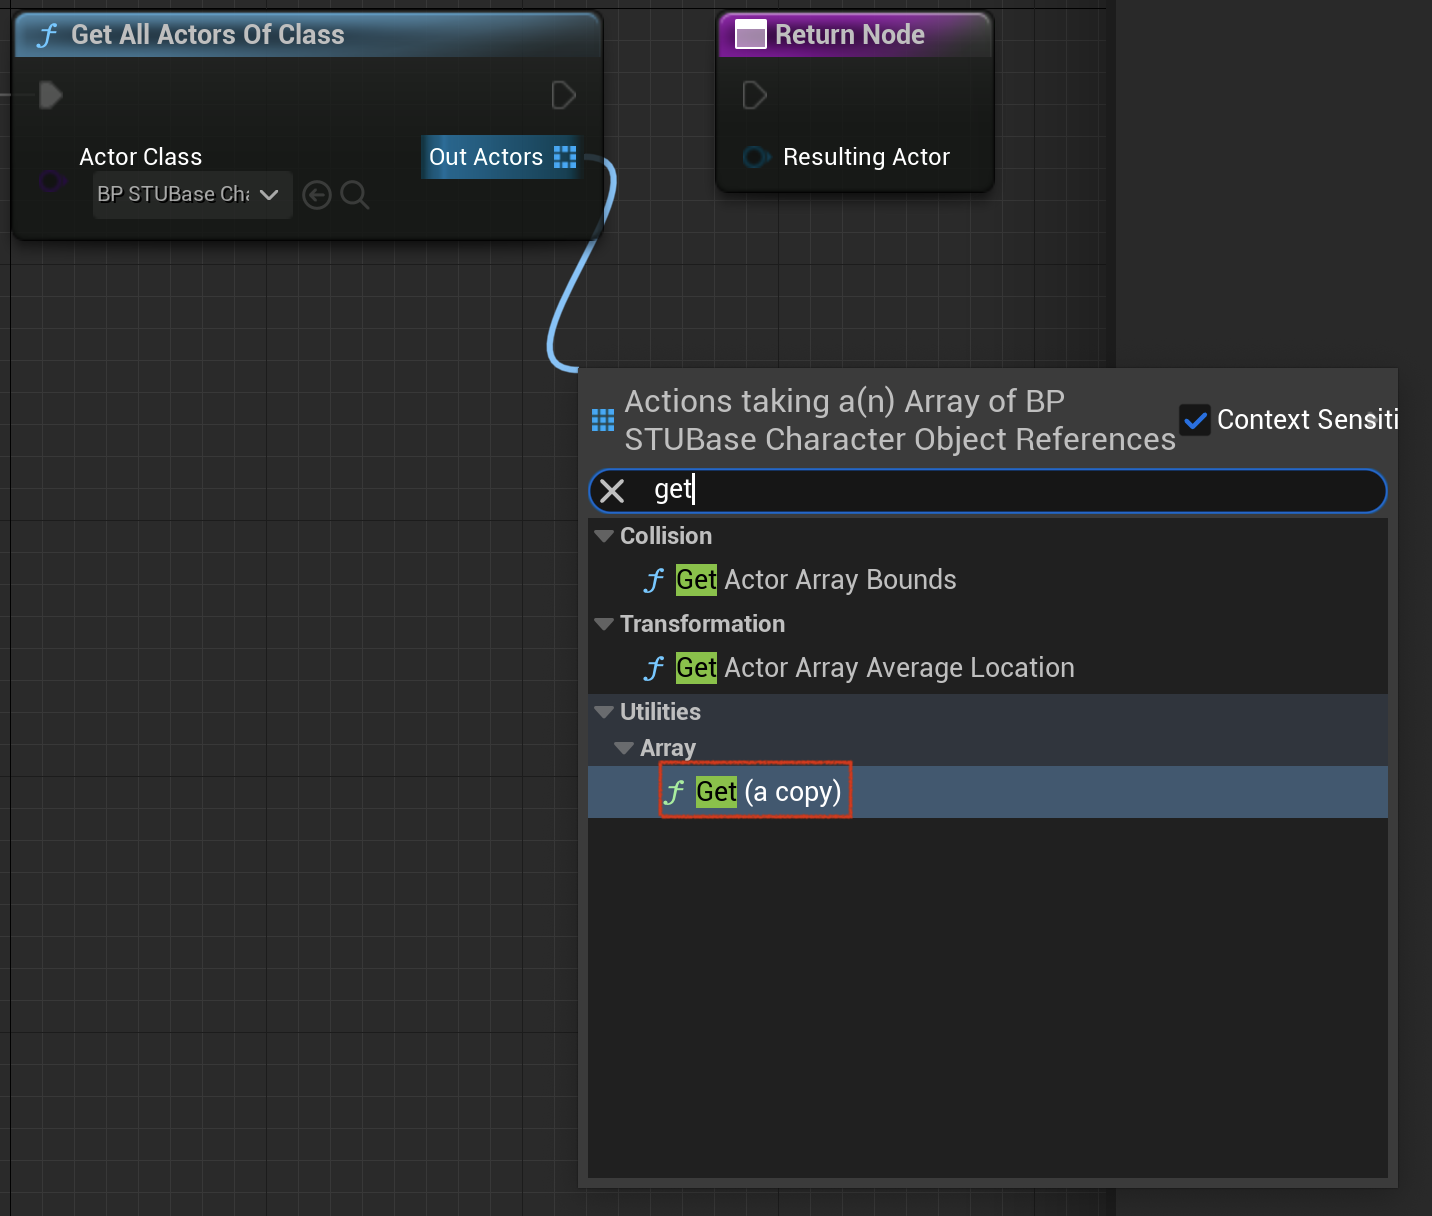 Get All Actors Of Class
Return Node
Actor Class
Out Actors
Resulting Actor
BP STUBase Cha
Actions taking a(n) Array of BP
STUBase Character Object References
Context Sensiti
get
Collision
Get Actor Array Bounds
Transformation
Get Actor Array Average Location
Utilities
Array
Get (a copy)